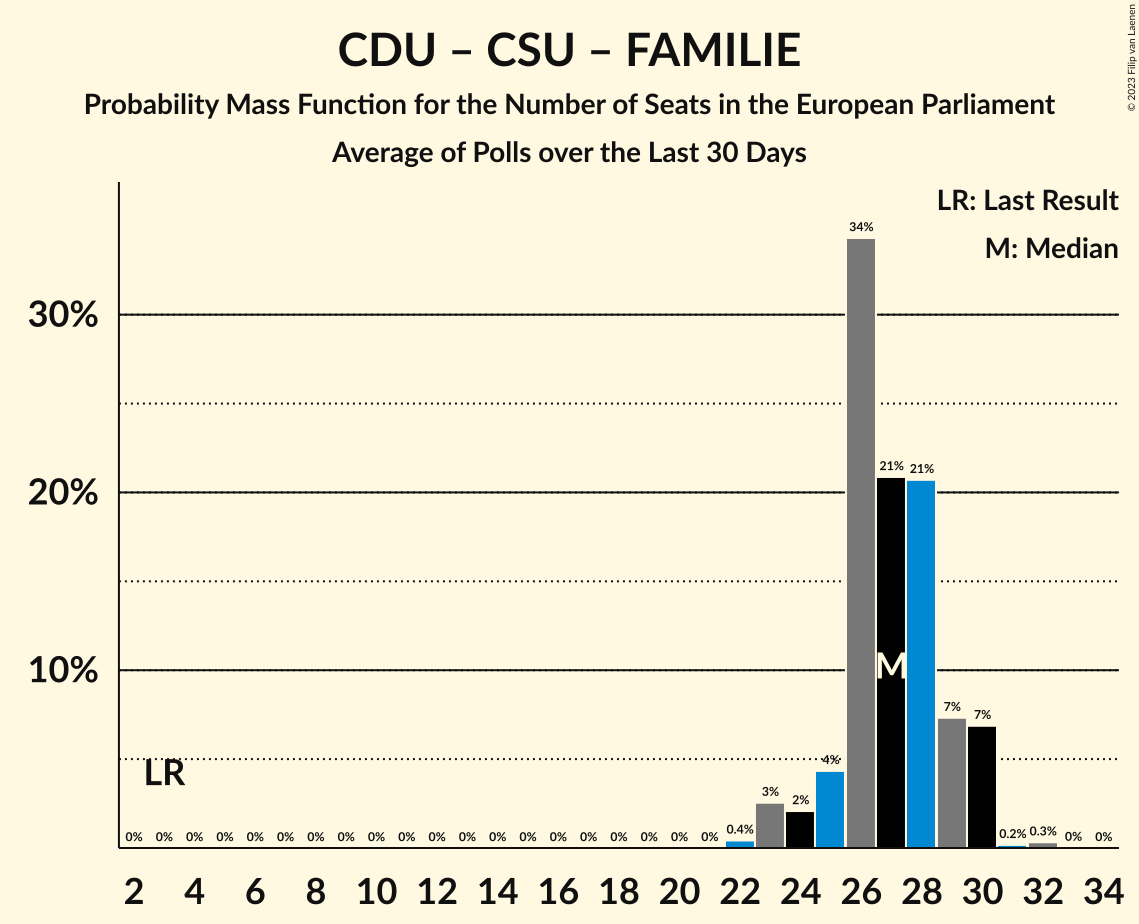 CDU – CSU – FAMILIE
Probability Mass Function for the Number of Seats in the European Parliament
Average of Polls over the Last 30 Days
© 2023 Filip van Laenen
LR: Last Result
M: Median
34%
30%
21% 21%
20%
10%
M
7% 7%
LR
4%
3% 2%
0% 0% 0% 0% 0% 0% 0% 0% 0% 0% 0% 0% 0% 0% 0% 0% 0% 0% 0% 0% 0.4% 0.2% 0.3% 0% 0%
2 4 6 8 10 12 14 16 18 20 22 24 26 28 30 32 34